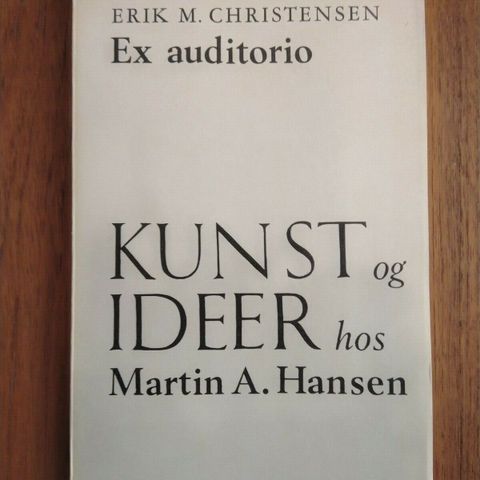 ERIK M. CHRISTENSEN
Ex auditorio
KUNST og
IDEER hos
Martin A. Hansen